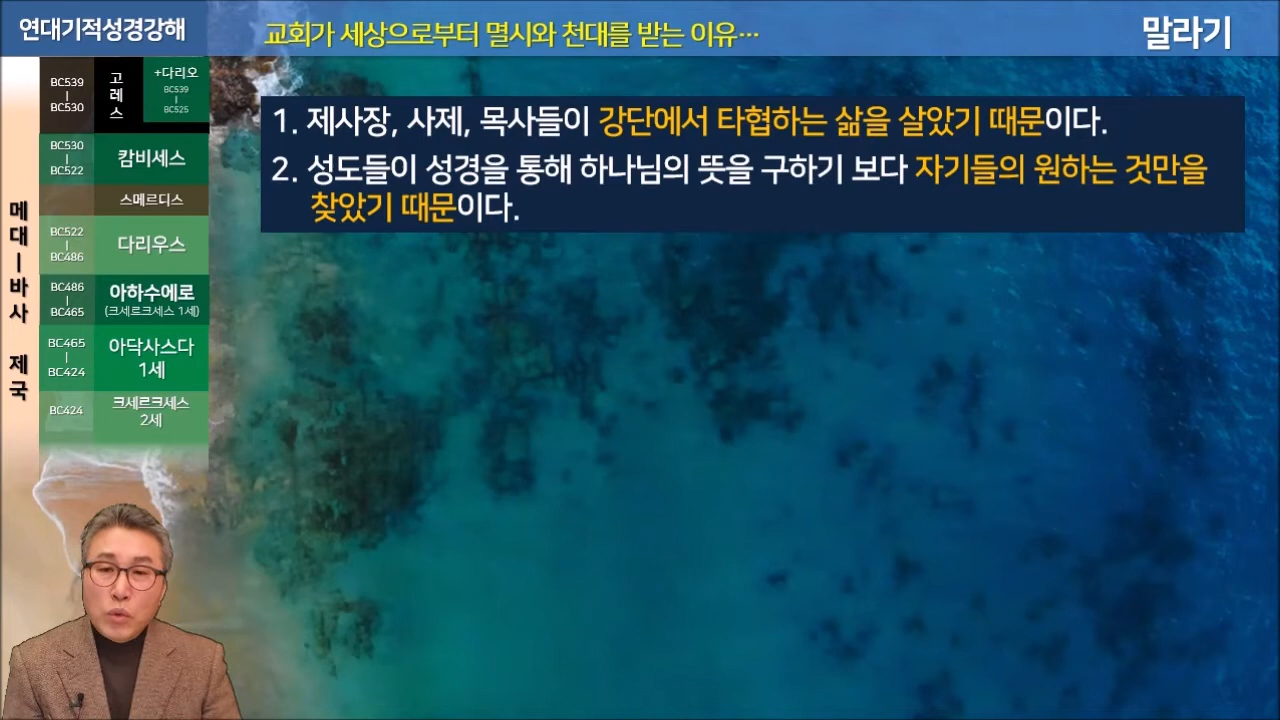 연대기적성경강해
교회가 세상으로부터 멸시와 천대를 받는 이유…
말라기
1. 제사장, 사제, 목사들이 강단에서 타협하는 삶을 살았기 때문이다.
2. 성도들이 성경을 통해 하나님의 뜻을 구하기 보다 자기들의 원하는 것만을
찾았기 때문이다.
메대ㅡ바사 제국
BC539
|
BC530
고레스
+다리오
BC539
|
BC525
BC530
|
BC522
캄비세스
스메르디스
BC522
|
BC486
다리우스
BC486
|
BC465
아하수에로
(크세르크세스 1세)
BC465
|
BC424
아닥사스다
1세
BC424
크세르크세스
2세